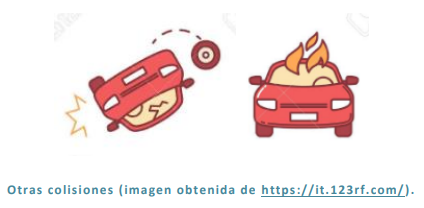 Otras colisiones (imagen obtenida de https://it.123rf.com/).